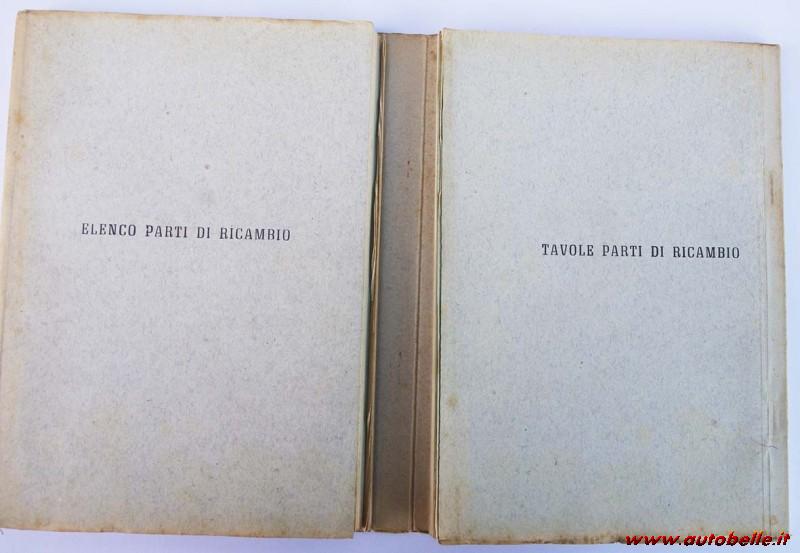 ELENCO PARTI DI RICAMBIO
TAVOLE PARTI DI RICAMBIO
www.autobelle.it